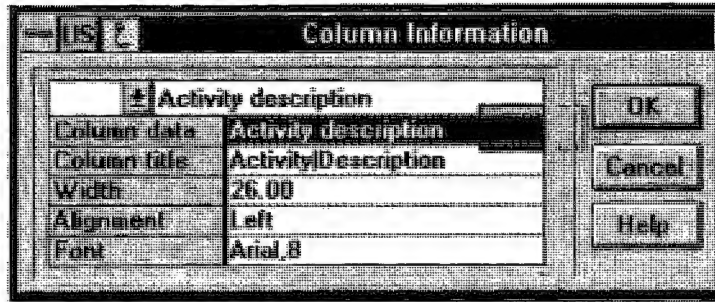 US Column Information
Activity description
Column data Activity description
Column title Activity|Description
Width 26.00
Alignment Left
Font Arial,8
OK
Cancel
Help